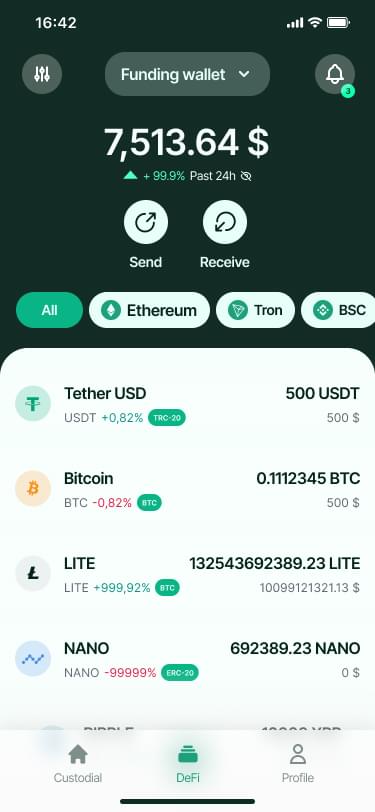 16:42
Funding wallet
3
7,513.64 $
+ 99.9% Past 24h
Send Receive
All Ethereum Tron BSC
Tether USD 500 USDT
USDT +0,82% TRC-20 500 $
Bitcoin 0.1112345 BTC
BTC -0,82% BTC 500 $
LITE 132543692389.23 LITE
LITE +999,92% BTC 10099121321.13 $
NANO 692389.23 NANO
NANO -99999% ERC-20 0 $
Custodial DeFi Profile